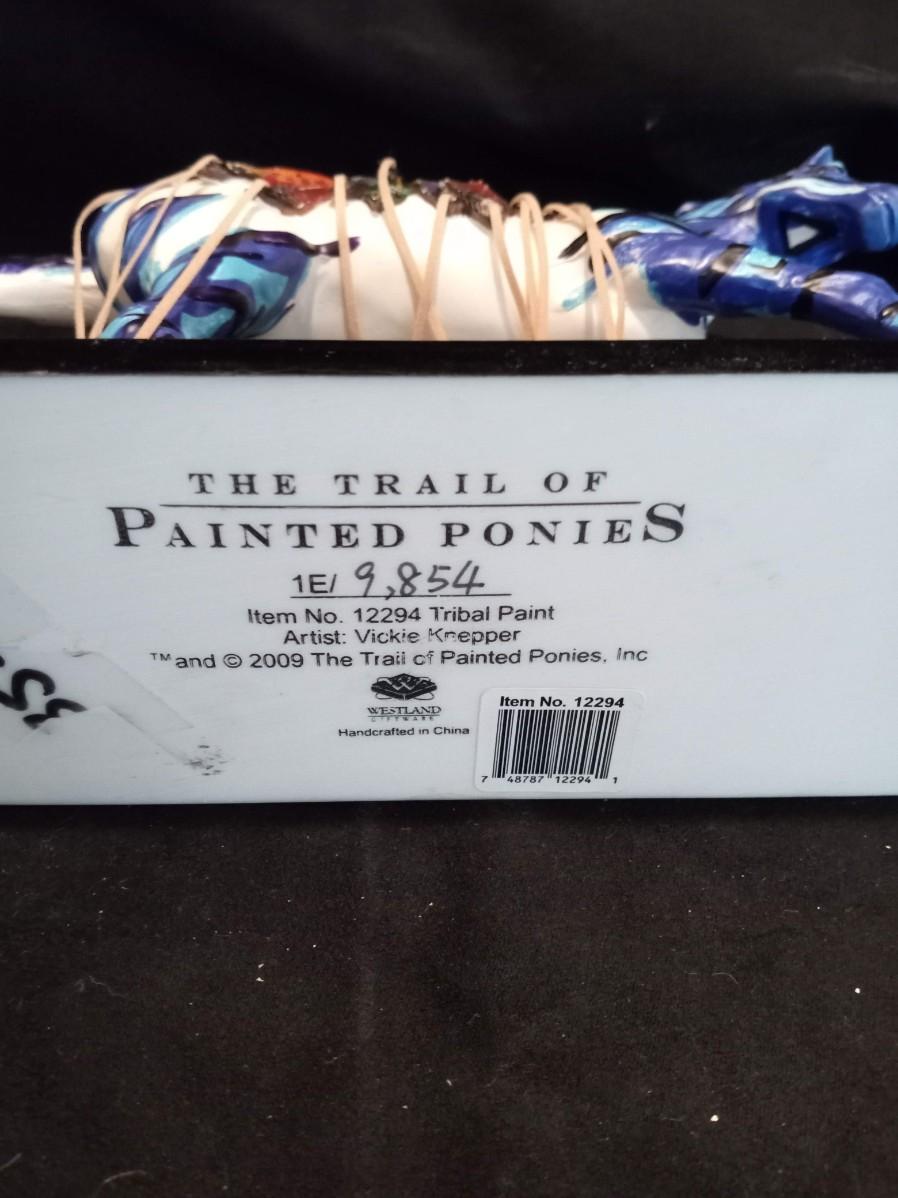 THE TRAIL OF
PAINTED PONIES
1E/ 9,854
Item No. 12294 Tribal Paint
Artist: Vickie Knepper
™ and © 2009 The Trail of Painted Ponies, Inc
WESTLAND
GIFTWARE
Handcrafted in China
Item No. 12294
7 48787 12294 1